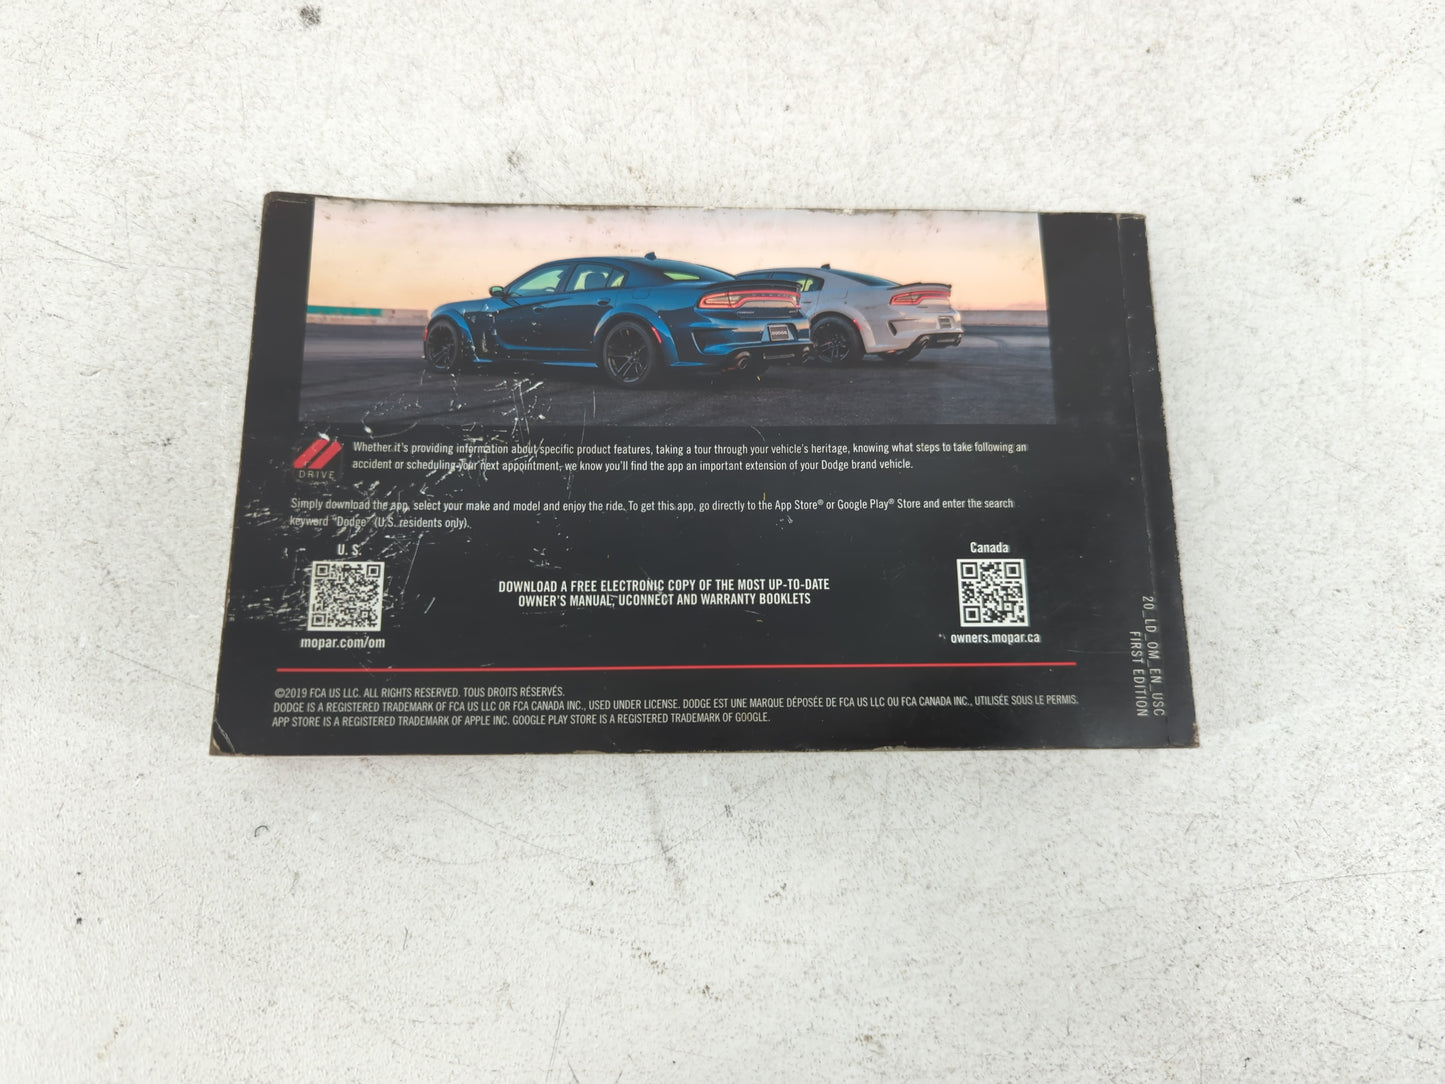 Whether it's providing information about specific product features, taking a tour through your vehicle's heritage, knowing what steps to take following an
accident or scheduling your next appointment, we know you'll find the app an important extension of your Dodge brand vehicle.
DRIVE
Simply download the app, select your make and model and enjoy the ride. To get this app, go directly to the App Store® or Google Play® Store and enter the search
keyword "Dodge" (U.S. residents only).
U. S.
mopar.com/om
DOWNLOAD A FREE ELECTRONIC COPY OF THE MOST UP-TO-DATE
OWNER'S MANUAL, UCONNECT AND WARRANTY BOOKLETS
Canada
owners.mopar.ca
©2019 FCA US LLC. ALL RIGHTS RESERVED. TOUS DROITS RÉSERVÉS.
DODGE IS A REGISTERED TRADEMARK OF FCA US LLC OR FCA CANADA INC., USED UNDER LICENSE. DODGE EST UNE MARQUE DÉPOSÉE DE FCA US LLC OU FCA CANADA INC., UTILISÉE SOUS LE PERMIS.
APP STORE IS A REGISTERED TRADEMARK OF APPLE INC. GOOGLE PLAY STORE IS A REGISTERED TRADEMARK OF GOOGLE.
20_LD_OM_EN_USC
FIRST EDITION